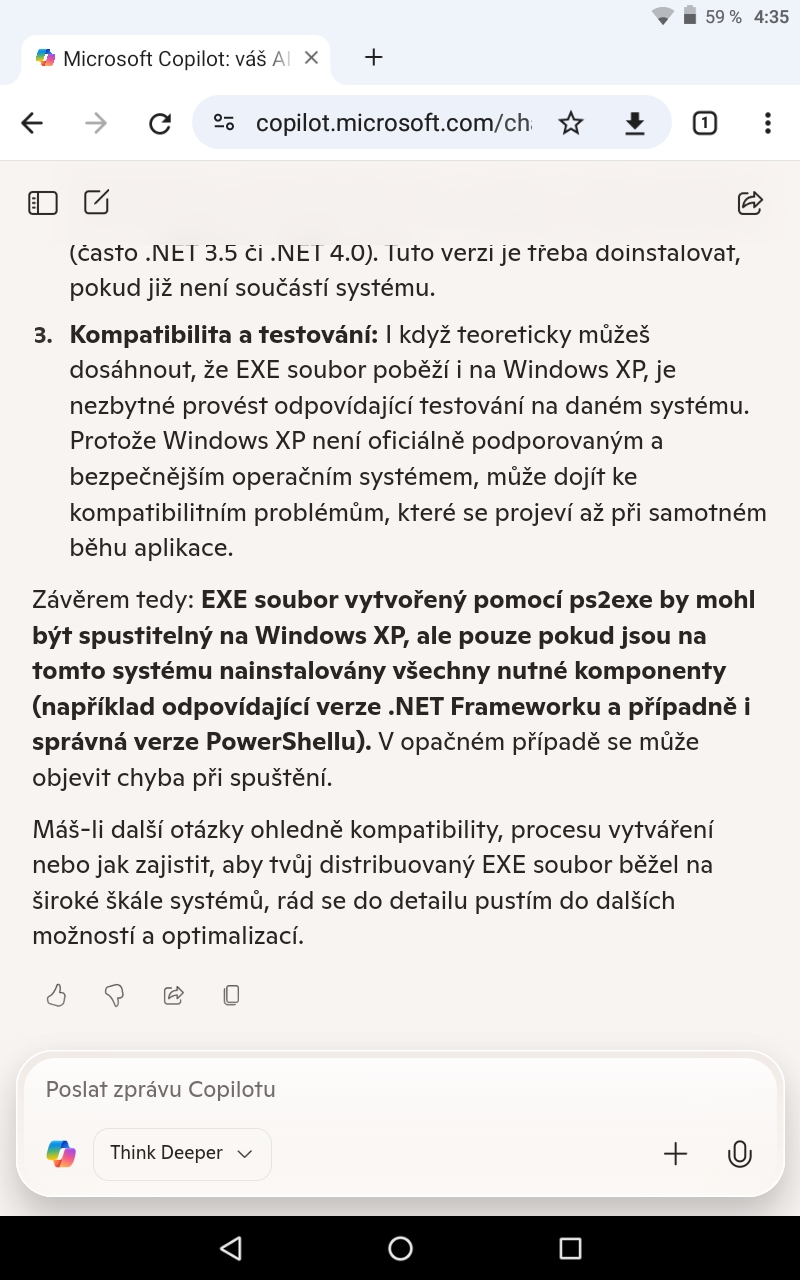 59 % 4:35
Microsoft Copilot: váš AI
copilot.microsoft.com/ch
1
(často .NET 3.5 či .NET 4.0). Tuto verzi je třeba doinstalovat,
pokud již není součástí systému.
3. Kompatibilita a testování: I když teoreticky můžeš
dosáhnout, že EXE soubor poběží i na Windows XP, je
nezbytné provést odpovídající testování na daném systému.
Protože Windows XP není oficiálně podporovaným a
bezpečnějším operačním systémem, může dojít ke
kompatibilitním problémům, které se projeví až při samotném
běhu aplikace.
Závěrem tedy: EXE soubor vytvořený pomocí ps2exe by mohl
být spustitelný na Windows XP, ale pouze pokud jsou na
tomto systému nainstalovány všechny nutné komponenty
(například odpovídající verze .NET Frameworku a případně i
správná verze PowerShellu). V opačném případě se může
objevit chyba při spuštění.
Máš-li další otázky ohledně kompatibility, procesu vytváření
nebo jak zajistit, aby tvůj distribuovaný EXE soubor běžel na
široké škále systémů, rád se do detailu pustím do dalších
možností a optimalizací.
Poslat zprávu Copilotu
Think Deeper